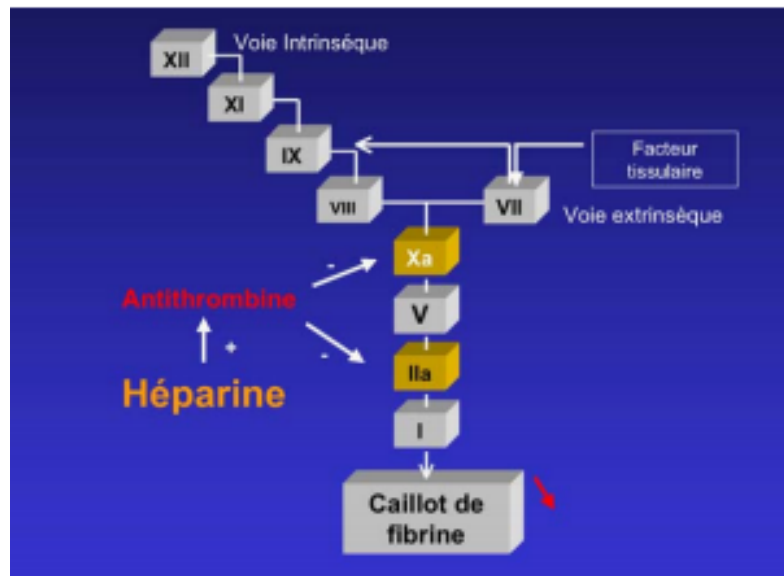 XII
Voie Intrinsèque
XI
IX
Facteur
tissulaire
VIII
VII
Voie extrinsèque
Xa
-
Antithrombine
V
-
+
IIa
Héparine
I
Caillot de
fibrine